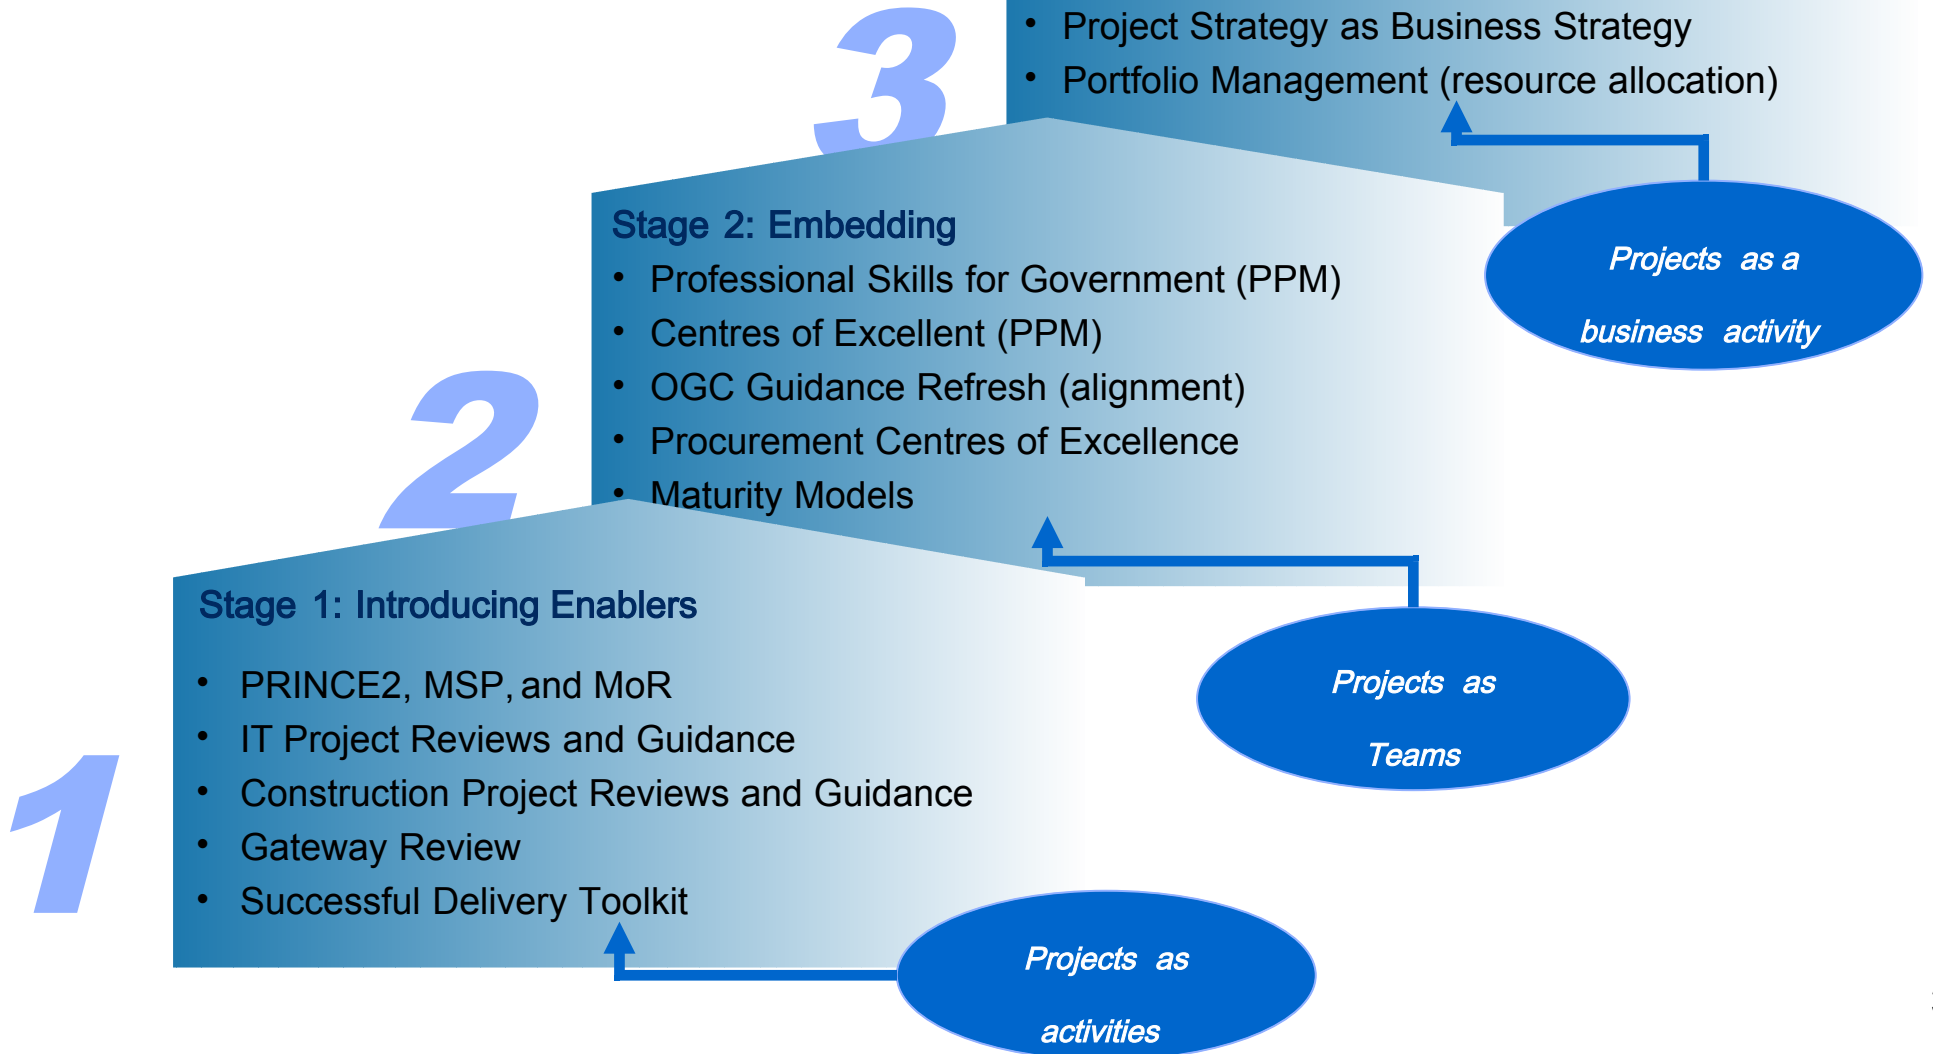 3
• Project Strategy as Business Strategy
• Portfolio Management (resource allocation)
Projects as a
business activity
2
Stage 2: Embedding
• Professional Skills for Government (PPM)
• Centres of Excellent (PPM)
• OGC Guidance Refresh (alignment)
• Procurement Centres of Excellence
• Maturity Models
Projects as
Teams
1
Stage 1: Introducing Enablers
• PRINCE2, MSP, and MoR
• IT Project Reviews and Guidance
• Construction Project Reviews and Guidance
• Gateway Review
• Successful Delivery Toolkit
Projects as
activities